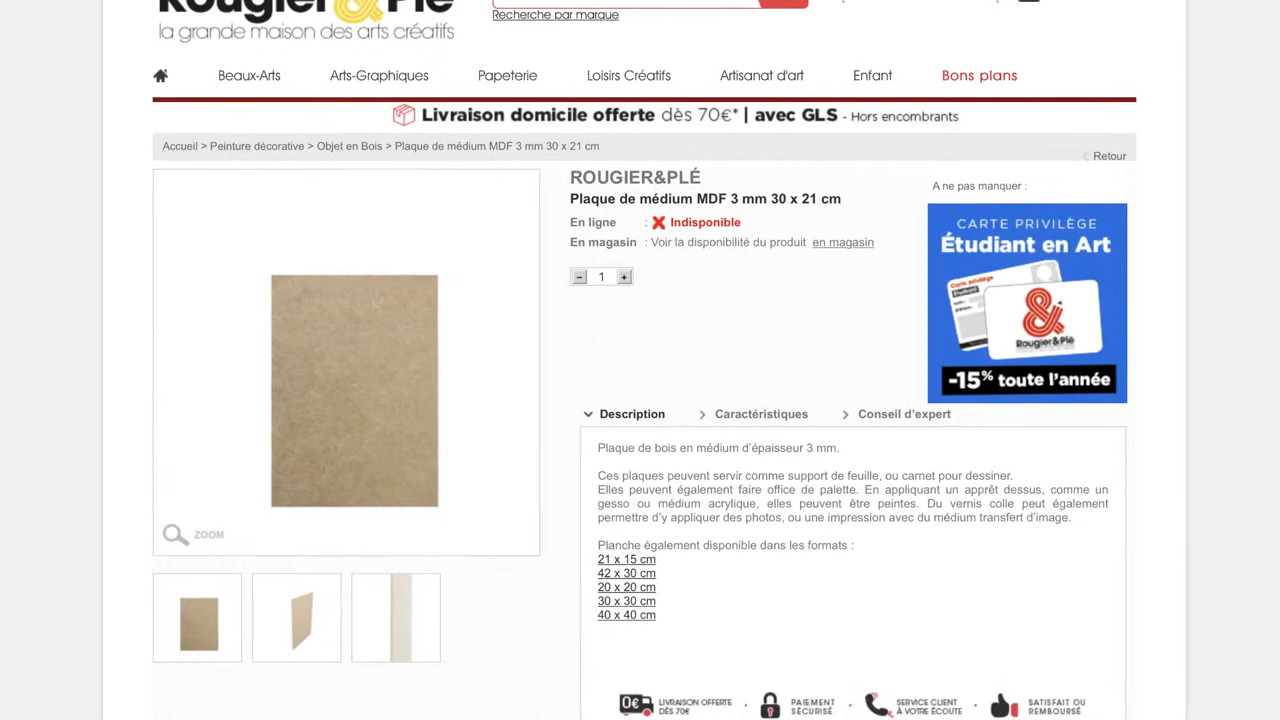 Rougier&Plé
la grande maison des arts créatifs
Recherche par marque
Beaux-Arts Arts-Graphiques Papeterie Loisirs Créatifs Artisanat d'art Enfant Bons plans
Livraison domicile offerte dès 70€* | avec GLS - Hors encombrants
Accueil > Peinture décorative > Objet en Bois > Plaque de médium MDF 3 mm 30 x 21 cm
Retour
ROUGIER&PLÉ
Plaque de médium MDF 3 mm 30 x 21 cm
En ligne : Indisponible
En magasin : Voir la disponibilité du produit en magasin
- 1 +
A ne pas manquer :
CARTE PRIVILÈGE
Étudiant en Art
Carte privilège
Étudiant
&
Rougier&Plé
-15% toute l'année
ZOOM
Description Caractéristiques Conseil d'expert
Plaque de bois en médium d'épaisseur 3 mm.
Ces plaques peuvent servir comme support de feuille, ou carnet pour dessiner.
Elles peuvent également faire office de palette. En appliquant un apprêt dessus, comme un
gesso ou médium acrylique, elles peuvent être peintes. Du vernis colle peut également
permettre d'y appliquer des photos, ou une impression avec du médium transfert d'image.
Planche également disponible dans les formats :
21 x 15 cm
42 x 30 cm
20 x 20 cm
30 x 30 cm
40 x 40 cm
0€ LIVRAISON OFFERTE
DÈS 70€
PAIEMENT
SÉCURISÉ
SERVICE CLIENT
À VOTRE ÉCOUTE
SATISFAIT OU
REMBOURSÉ